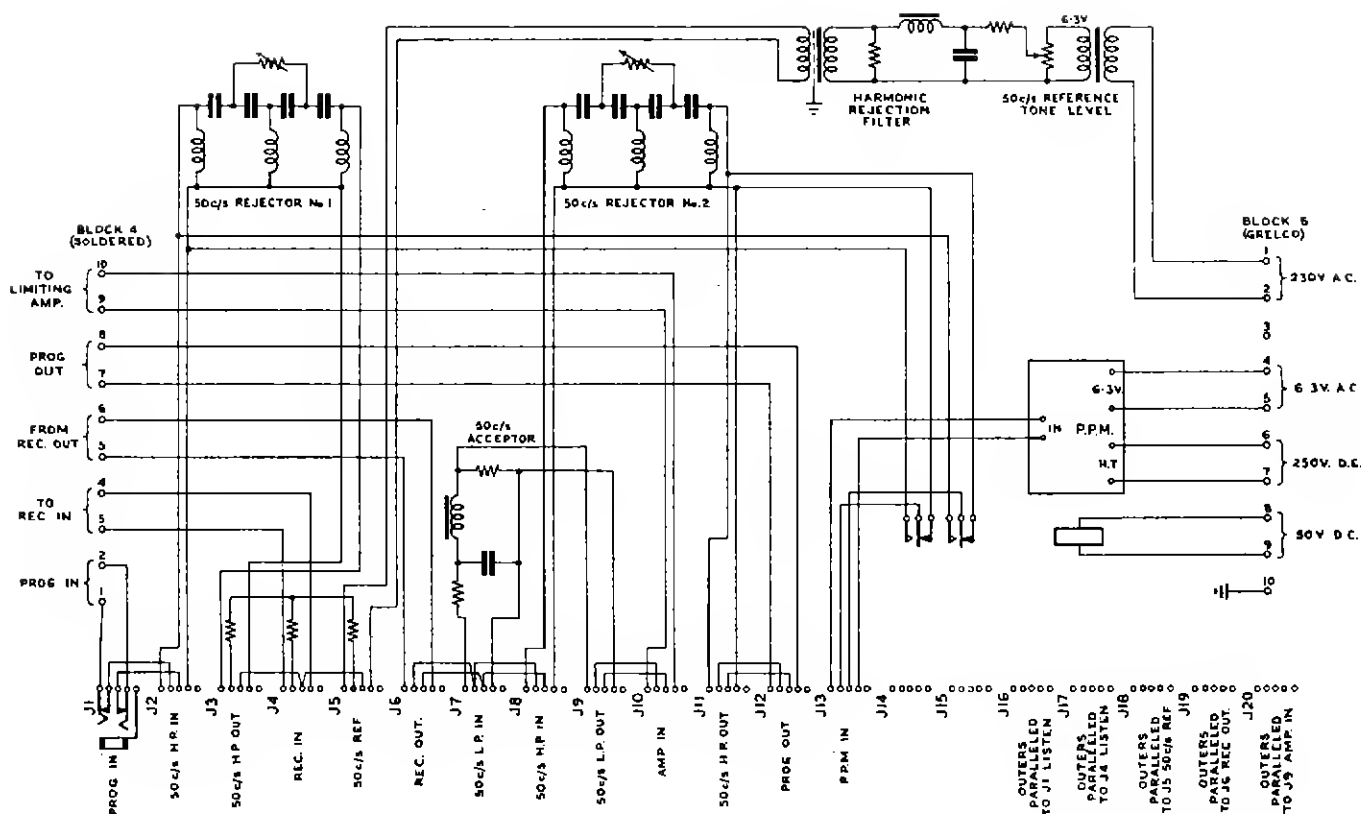 6·3V
HARMONIC
REJECTION
FILTER
50c/s REFERENCE
TONE LEVEL
50c/s REJECTOR No.1
50c/s REJECTOR No.2
BLOCK 4
(SOLDERED)
BLOCK 5
(GRELCO)
10
TO
LIMITING
AMP.
9
8
PROG
OUT
7
6
FROM
REC. OUT
5
4
TO
REC IN
5
2
PROG IN
1
50c/s
ACCEPTOR
1
230V A.C.
2
3
4
6·3V. A.C
5
6
250V. D.C.
7
8
50V D.C.
9
10
6·3V.
IN
P.P.M.
H.T
J1
J2
J3
J4
J5
J6
J7
J8
J9
J10
J11
J12
J13
J14
J15
J16
J17
J18
J19
J20
PROG IN
50c/s H.P. IN
50c/s H.P OUT
REC. IN
50c/s REF
REC. OUT.
50c/s L.P. IN
50c/s H.P. IN
50c/s L.P. OUT
AMP IN
50c/s H.P. OUT
PROG OUT
P.P.M IN
OUTERS
PARALLELED
TO J1 LISTEN
OUTERS
PARALLELED
TO J4 LISTEN
OUTERS
PARALLELED
TO J5 50c/s REF
OUTERS
PARALLELED
TO J6 REC OUT.
OUTERS
PARALLELED
TO J9 AMP. IN